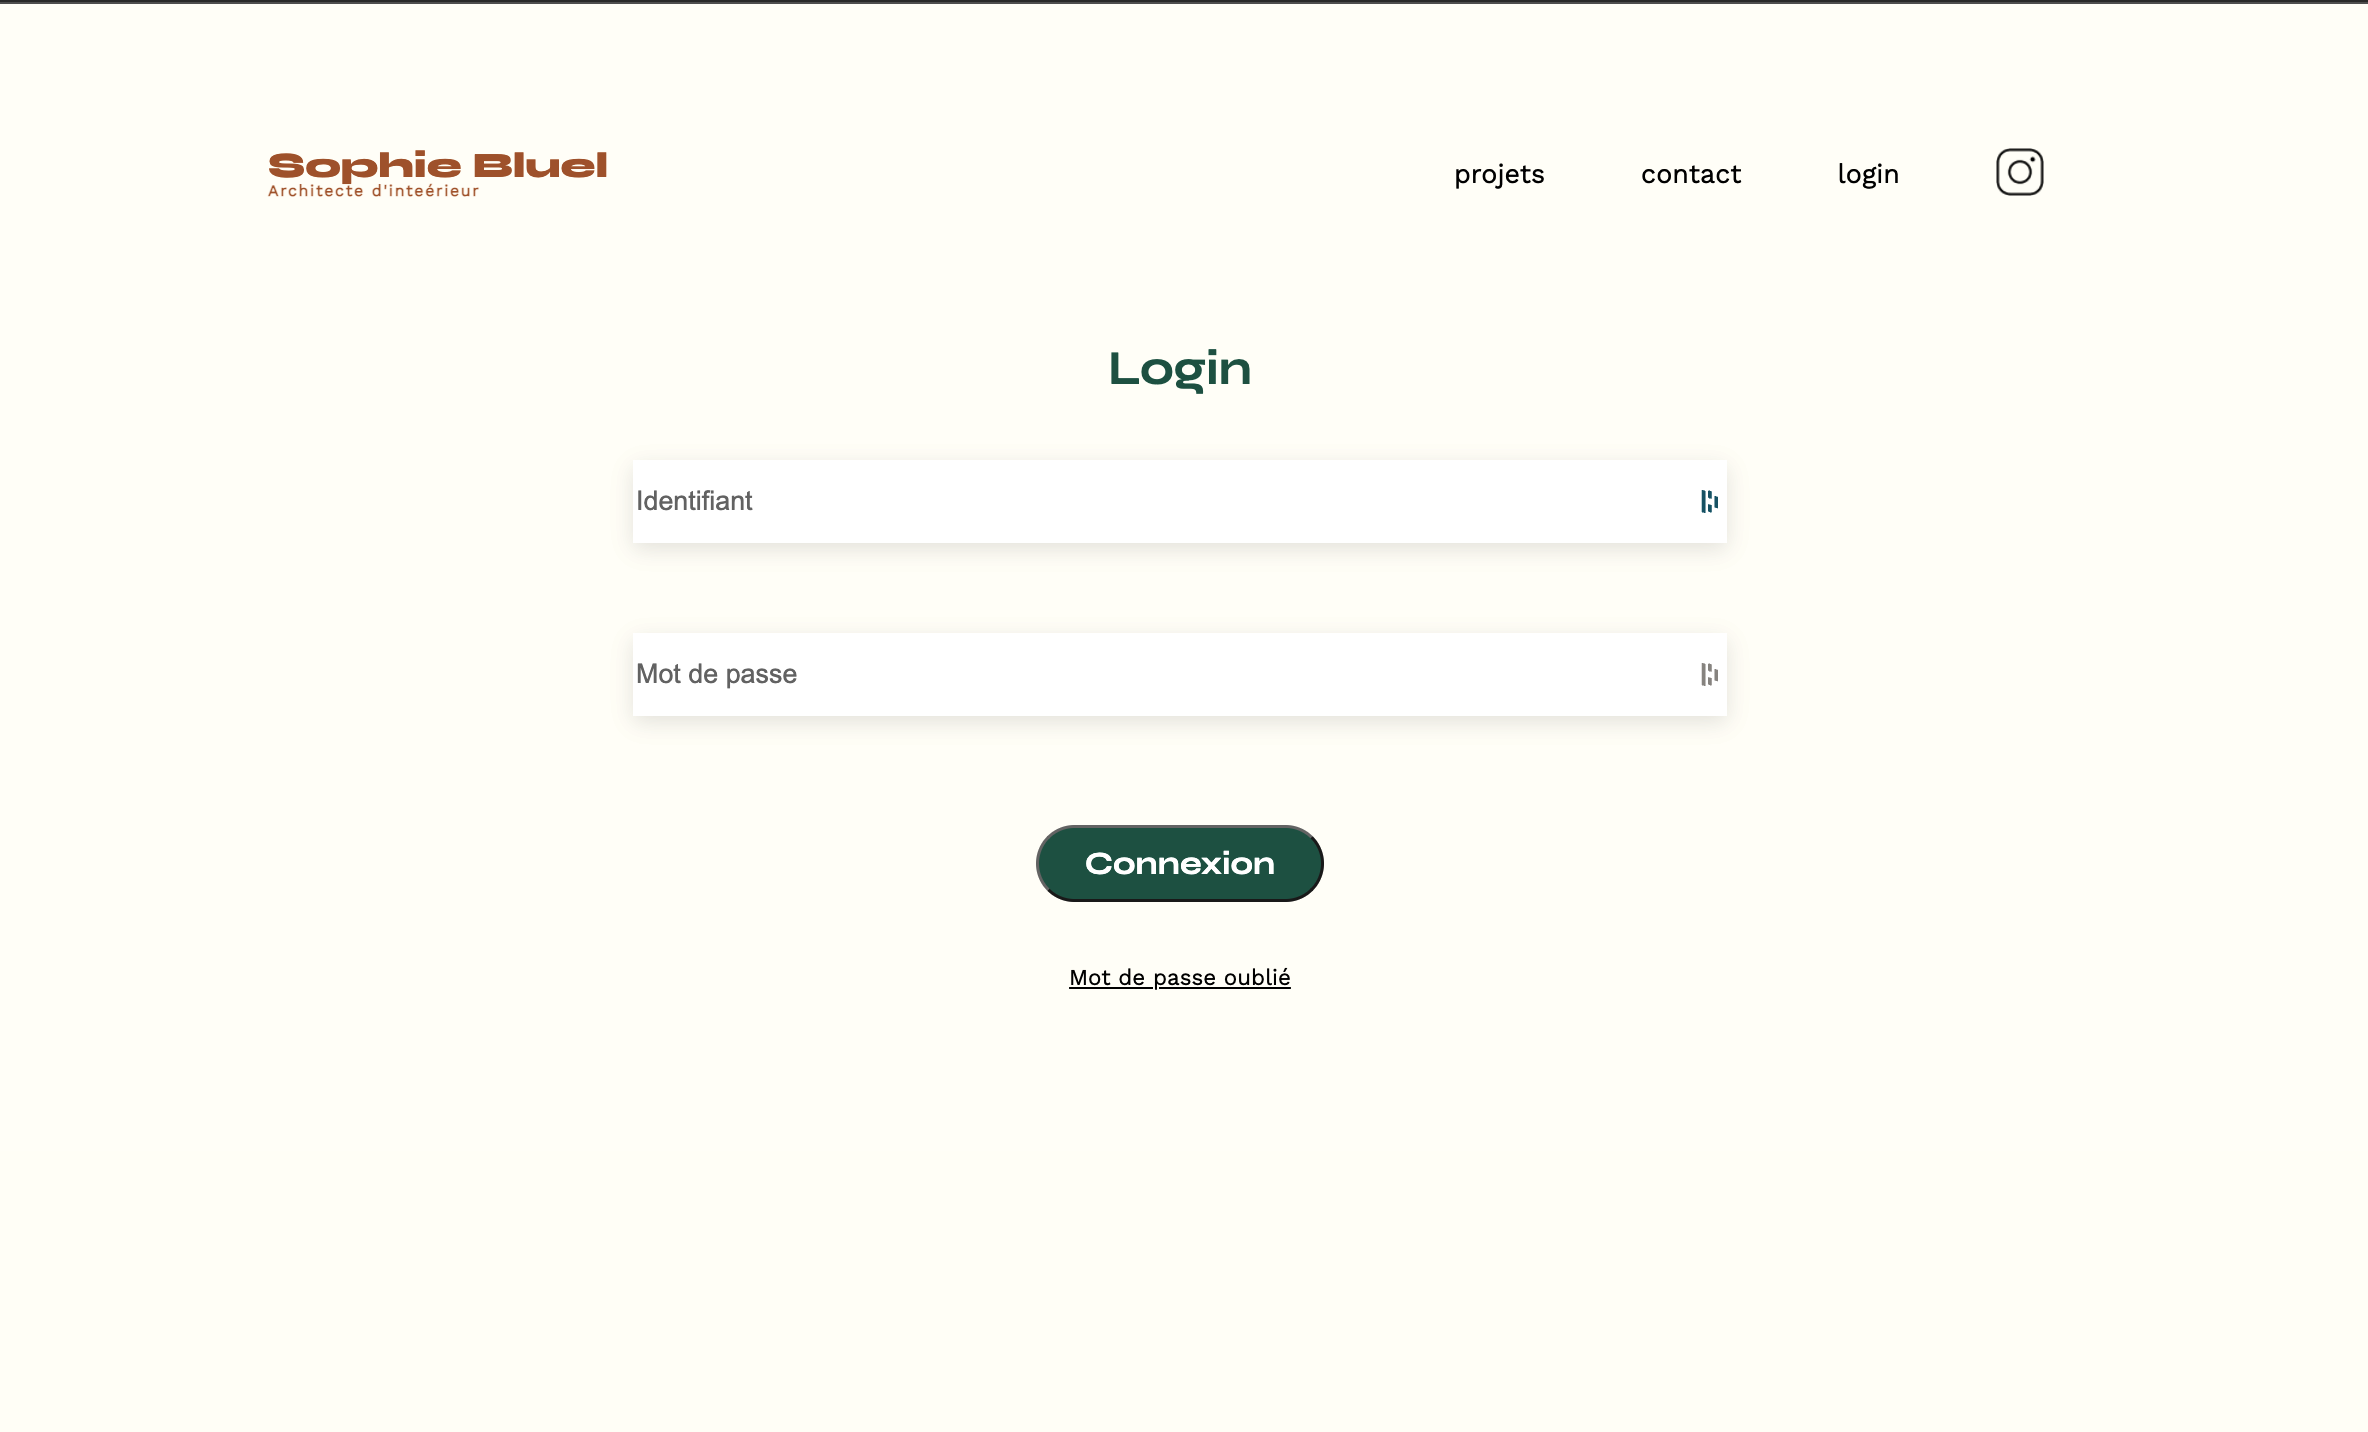 Sophie Bluel
Architecte d'inteérieur
projets
contact
login
Login
Identifiant
Mot de passe
Connexion
Mot de passe oublié